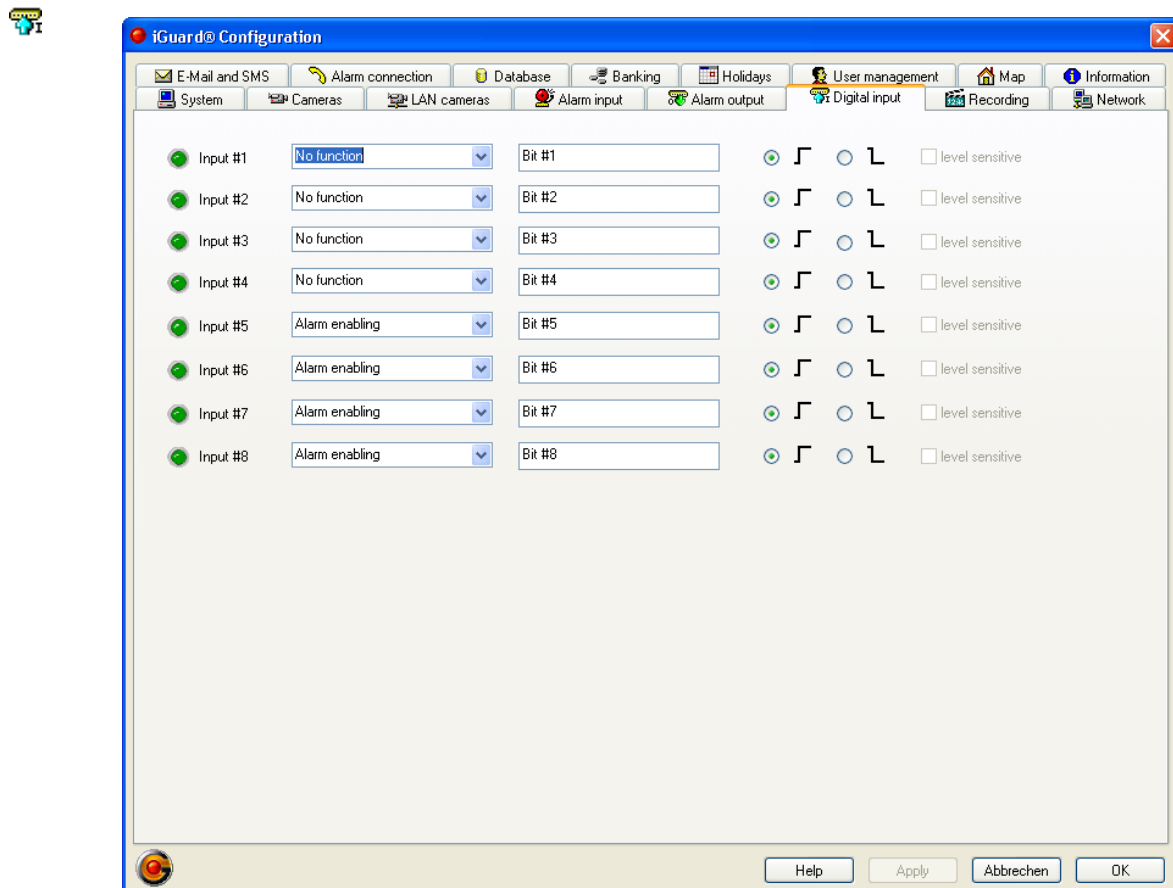 I
iGuard® Configuration
E-Mail and SMS Alarm connection Database Banking Holidays User management Map Information
System Cameras LAN cameras Alarm input Alarm output Digital input Recording Network
Input #1 No function Bit #1 level sensitive
Input #2 No function Bit #2 level sensitive
Input #3 No function Bit #3 level sensitive
Input #4 No function Bit #4 level sensitive
Input #5 Alarm enabling Bit #5 level sensitive
Input #6 Alarm enabling Bit #6 level sensitive
Input #7 Alarm enabling Bit #7 level sensitive
Input #8 Alarm enabling Bit #8 level sensitive
Help Apply Abbrechen OK